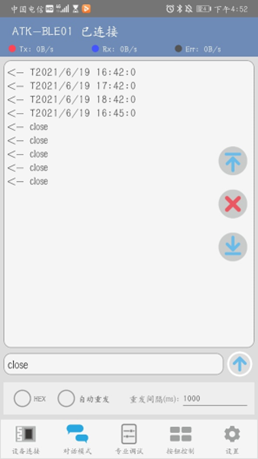 中国电信 HD 4G 下午4:52
ATK-BLE01 已连接
Tx: 0B/s Rx: 0B/s Err: 0B/s
<— T2021/6/19 16:42:0
<— T2021/6/19 17:42:0
<— T2021/6/19 18:42:0
<— T2021/6/19 16:45:0
<— close
<— close
<— close
<— close
<— close
close
HEX 自动重发 重发间隔(ms): 1000
设备连接 对话模式 专业调试 按钮控制 设置